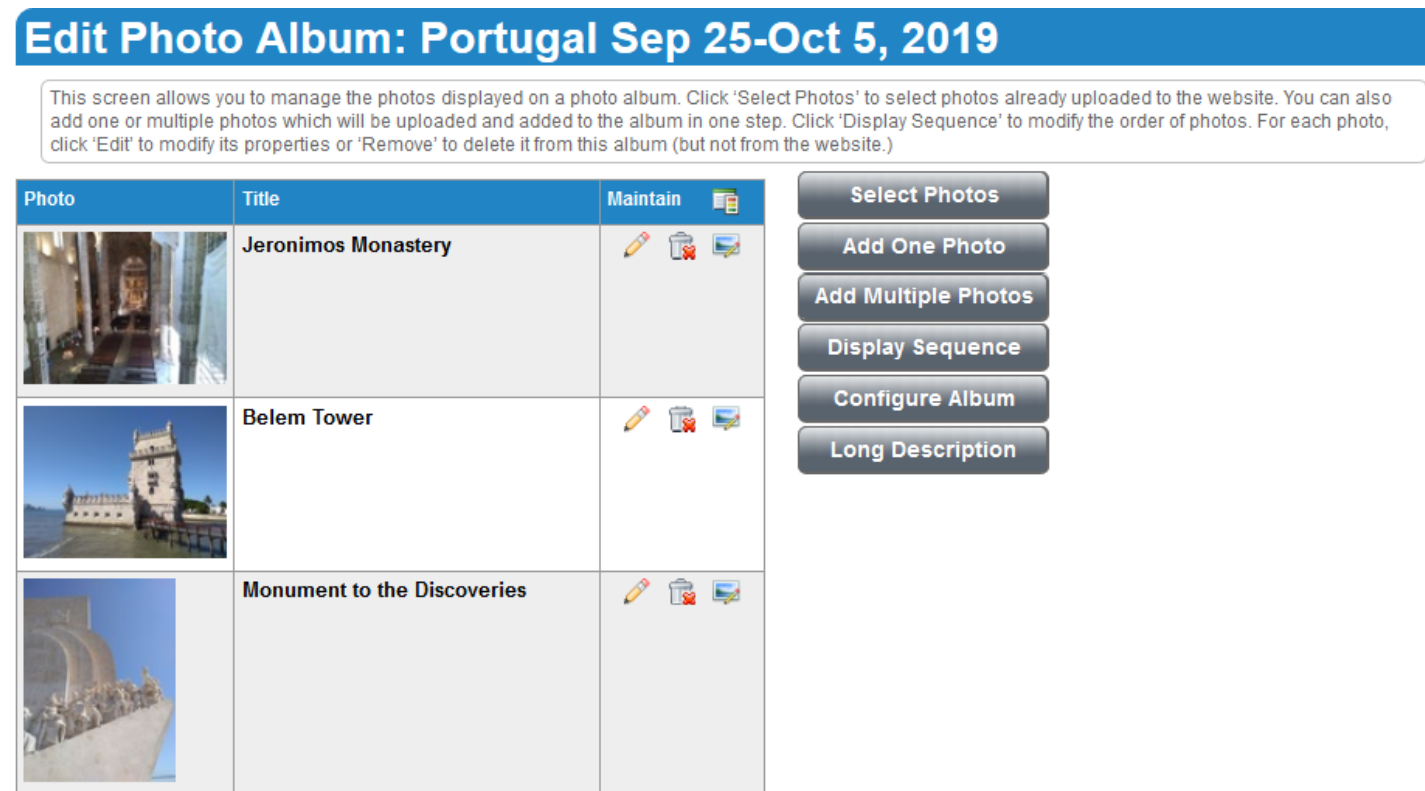 Edit Photo Album: Portugal Sep 25-Oct 5, 2019
This screen allows you to manage the photos displayed on a photo album. Click ‘Select Photos’ to select photos already uploaded to the website. You can also
add one or multiple photos which will be uploaded and added to the album in one step. Click ‘Display Sequence’ to modify the order of photos. For each photo,
click ‘Edit’ to modify its properties or ‘Remove’ to delete it from this album (but not from the website.)
Photo Title Maintain
Jeronimos Monastery
Belem Tower
Monument to the Discoveries
Select Photos
Add One Photo
Add Multiple Photos
Display Sequence
Configure Album
Long Description